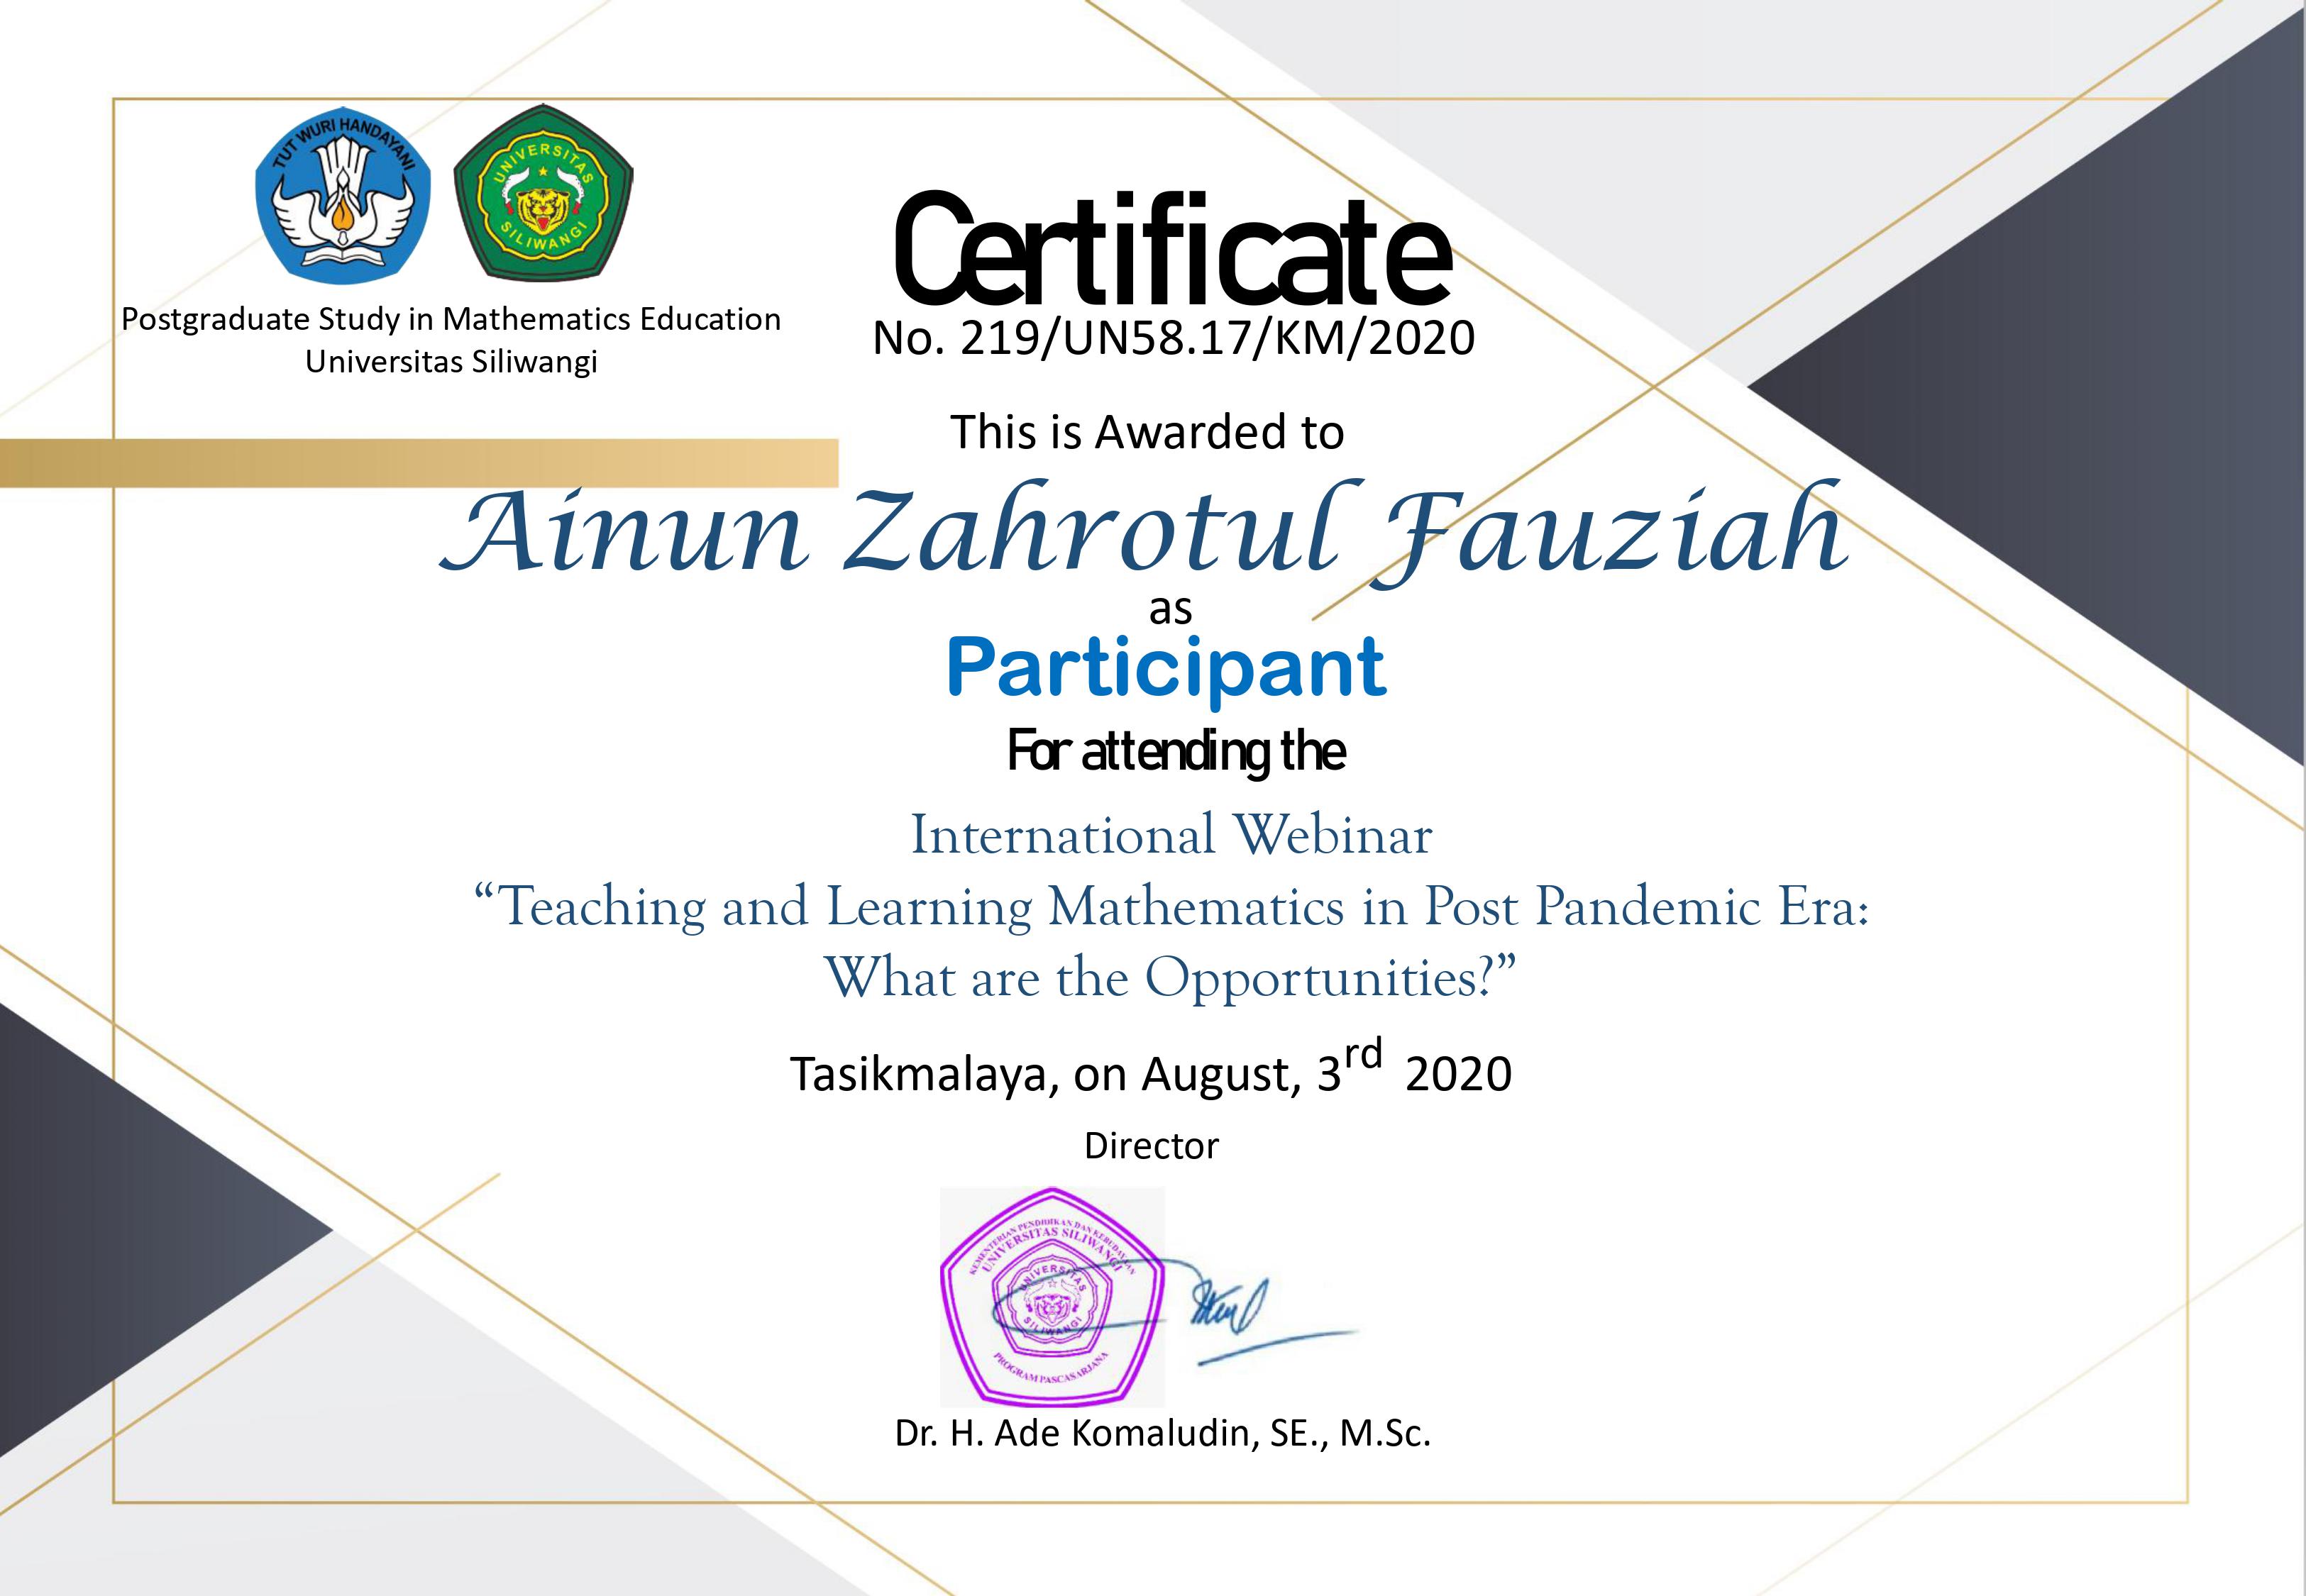 TUT WURI HANDAYANI
UNIVERSITAS
SILIWANGI
Postgraduate Study in Mathematics Education
Universitas Siliwangi
Certificate
No. 219/UN58.17/KM/2020
This is Awarded to
Ainun Zahrotul Fauziah
as
Participant
For attending the
International Webinar
“Teaching and Learning Mathematics in Post Pandemic Era:
What are the Opportunities?”
Tasikmalaya, on August, 3rd 2020
Director
KEMENTERIAN PENDIDIKAN DAN KEBUDAYAAN
UNIVERSITAS SILIWANGI
UNIVERSITAS
SILIWANGI
PROGRAM PASCASARJANA
Dr. H. Ade Komaludin, SE., M.Sc.